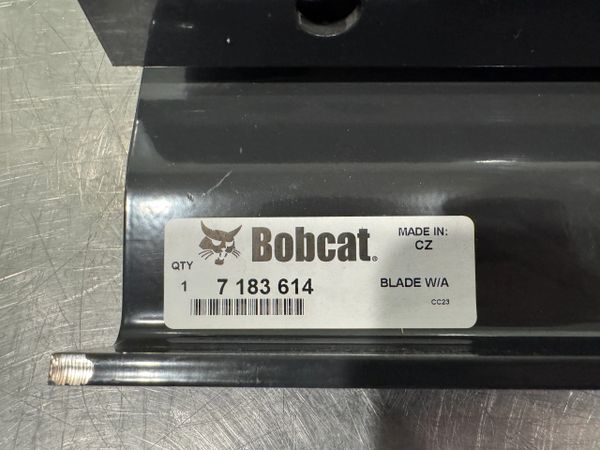 Bobcat®
MADE IN:
CZ
QTY
1 7 183 614
BLADE W/A
CC23